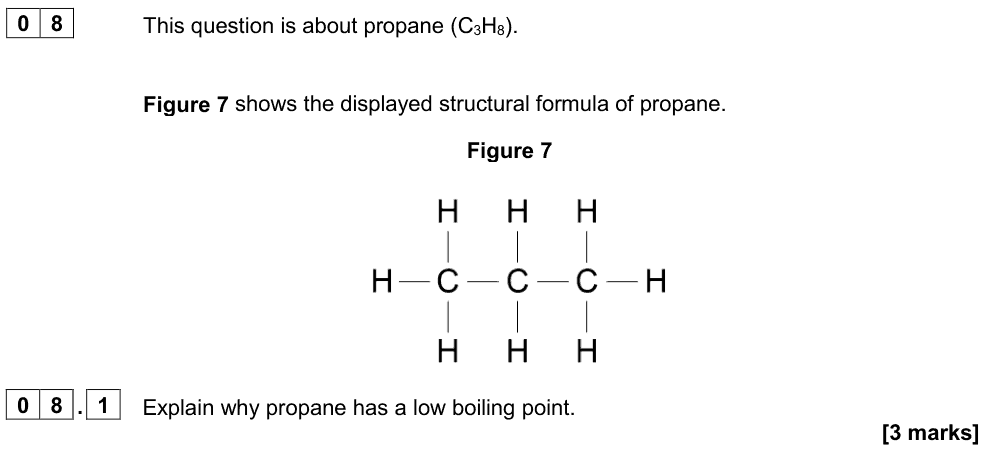 0 8 This question is about propane (C₃H₈).
Figure 7 shows the displayed structural formula of propane.
Figure 7
H H H
H C C C H
H H H
0 8 . 1 Explain why propane has a low boiling point.
[3 marks]